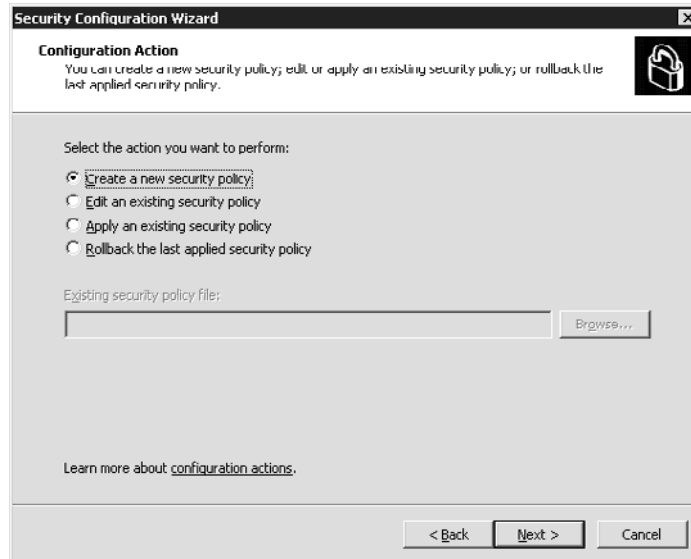 Security Configuration Wizard
Configuration Action
You can create a new security policy; edit or apply an existing security policy; or rollback the
last applied security policy.
Select the action you want to perform:
Create a new security policy
Edit an existing security policy
Apply an existing security policy
Rollback the last applied security policy
Existing security policy file:
Browse...
Learn more about configuration actions.
< Back Next > Cancel